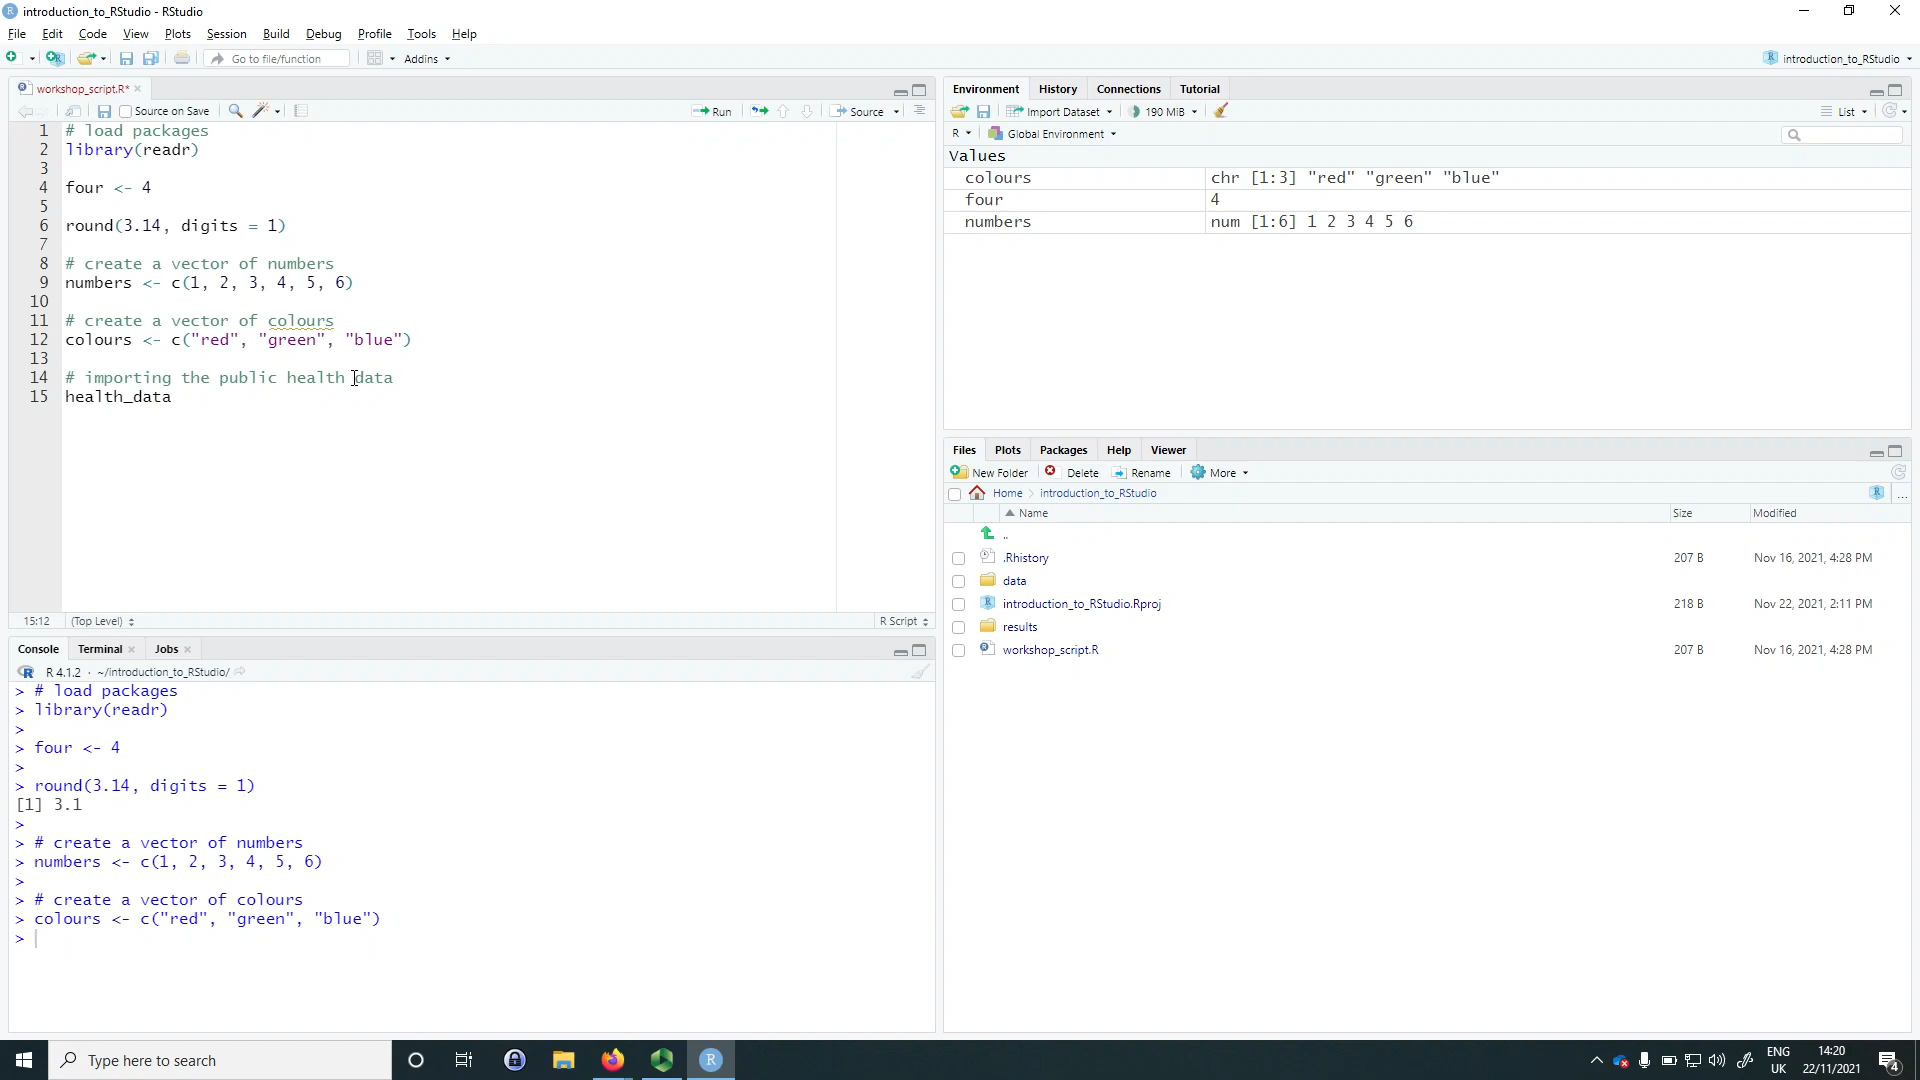 introduction_to_RStudio - RStudio
File Edit Code View Plots Session Build Debug Profile Tools Help
Go to file/function Addins introduction_to_RStudio
workshop_script.R*
Source on Save Run Source
1 # load packages
2 library(readr)
3
4 four <- 4
5
6 round(3.14, digits = 1)
7
8 # create a vector of numbers
9 numbers <- c(1, 2, 3, 4, 5, 6)
10
11 # create a vector of colours
12 colours <- c("red", "green", "blue")
13
14 # importing the public health data
15 health_data
15:12 (Top Level) R Script
Console Terminal Jobs
R 4.1.2 · ~/introduction_to_RStudio/
> # load packages
> library(readr)
>
> four <- 4
>
> round(3.14, digits = 1)
[1] 3.1
>
> # create a vector of numbers
> numbers <- c(1, 2, 3, 4, 5, 6)
>
> # create a vector of colours
> colours <- c("red", "green", "blue")
>
Environment History Connections Tutorial
Import Dataset 190 MiB List
R Global Environment
Values
colours chr [1:3] "red" "green" "blue"
four 4
numbers num [1:6] 1 2 3 4 5 6
Files Plots Packages Help Viewer
New Folder Delete Rename More
Home introduction_to_RStudio ...
Name Size Modified
..
.Rhistory 207 B Nov 16, 2021, 4:28 PM
data
introduction_to_RStudio.Rproj 218 B Nov 22, 2021, 2:11 PM
results
workshop_script.R 207 B Nov 16, 2021, 4:28 PM
Type here to search
ENG
UK
14:20
22/11/2021
4